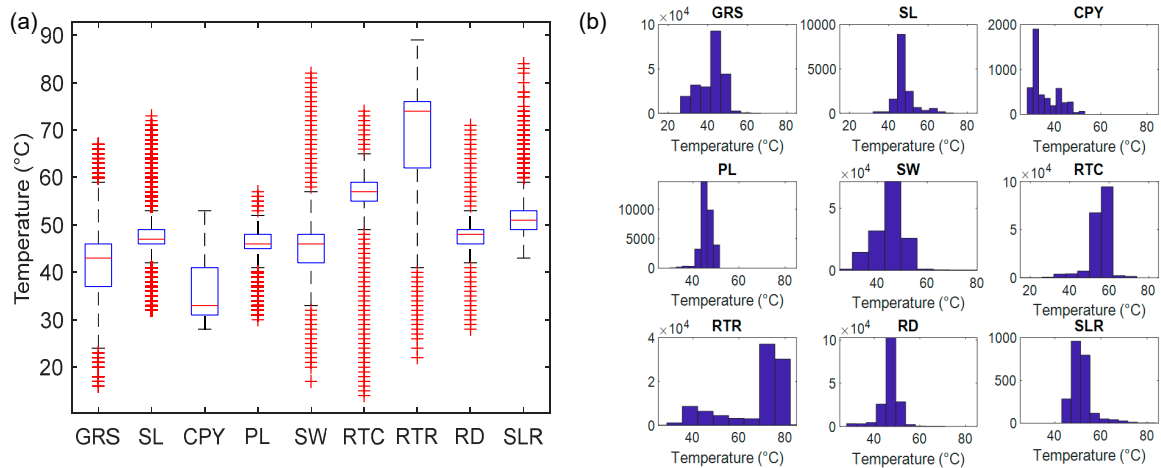 (a)
90
80
70
60
50
40
30
20
Temperature (°C)
GRS SL CPY PL SW RTC RTR RD SLR
(b)
×10⁴ GRS
10
5
0
20 40 60 80
Temperature (°C)
SL
10000
5000
0
20 40 60 80
Temperature (°C)
CPY
2000
1000
0
40 60 80
Temperature (°C)
PL
10000
5000
0
40 60 80
Temperature (°C)
×10⁴ SW
5
0
40 60 80
Temperature (°C)
×10⁴ RTC
10
5
0
20 40 60 80
Temperature (°C)
×10⁴ RTR
4
2
0
40 60 80
Temperature (°C)
×10⁴ RD
10
5
0
40 60 80
Temperature (°C)
SLR
1000
500
0
40 60 80
Temperature (°C)